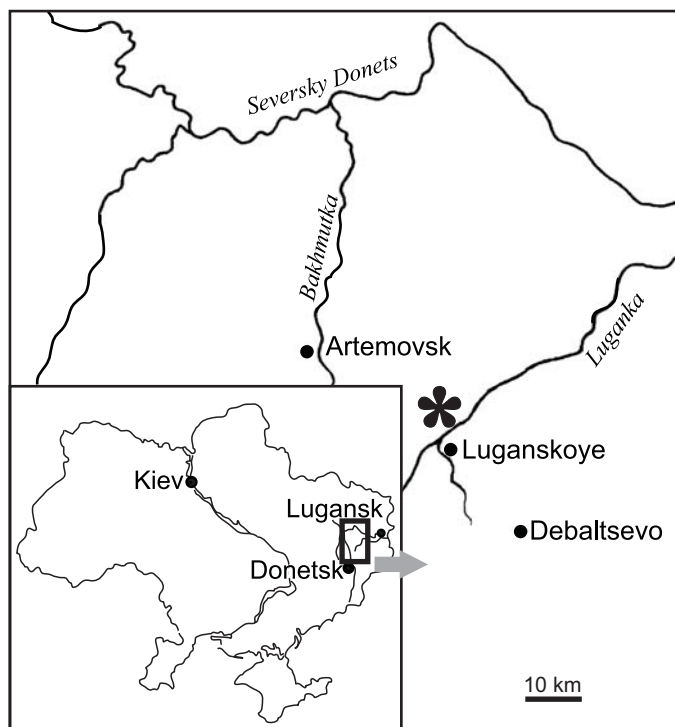 Seversky Donets
Bakhmutka
Luganka
Artemovsk
Luganskoye
Debaltsevo
Kiev
Lugansk
Donetsk
10 km